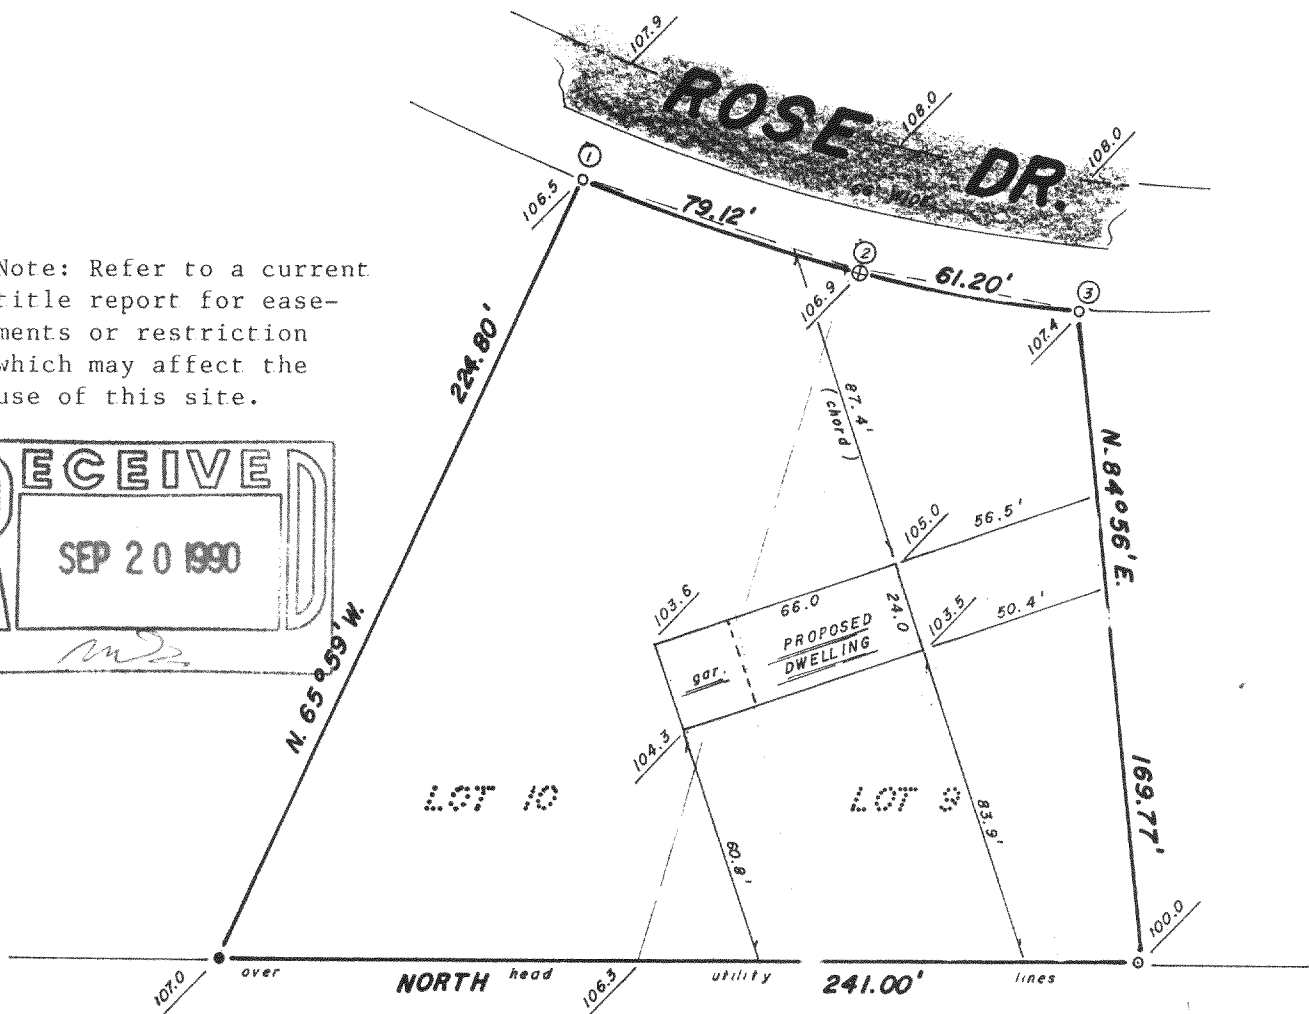 107.9
ROSE DR.
108.0
108.0
WIDE
1
106.5
79.12'
2
106.9
61.20'
3
107.4
Note: Refer to a current
title report for ease-
ments or restriction
which may affect the
use of this site.
RECEIVED
SEP 20 1990
224.80'
N. 65°59' W.
87.4'
(chord)
N. 84°56' E.
169.77'
105.0
56.5'
103.6
66.0
24.0
103.5
50.4'
PROPOSED
DWELLING
gar.
104.3
LOT 10
LOT 9
60.8'
83.9'
100.0
107.0
over head utility lines
NORTH 241.00'
106.3